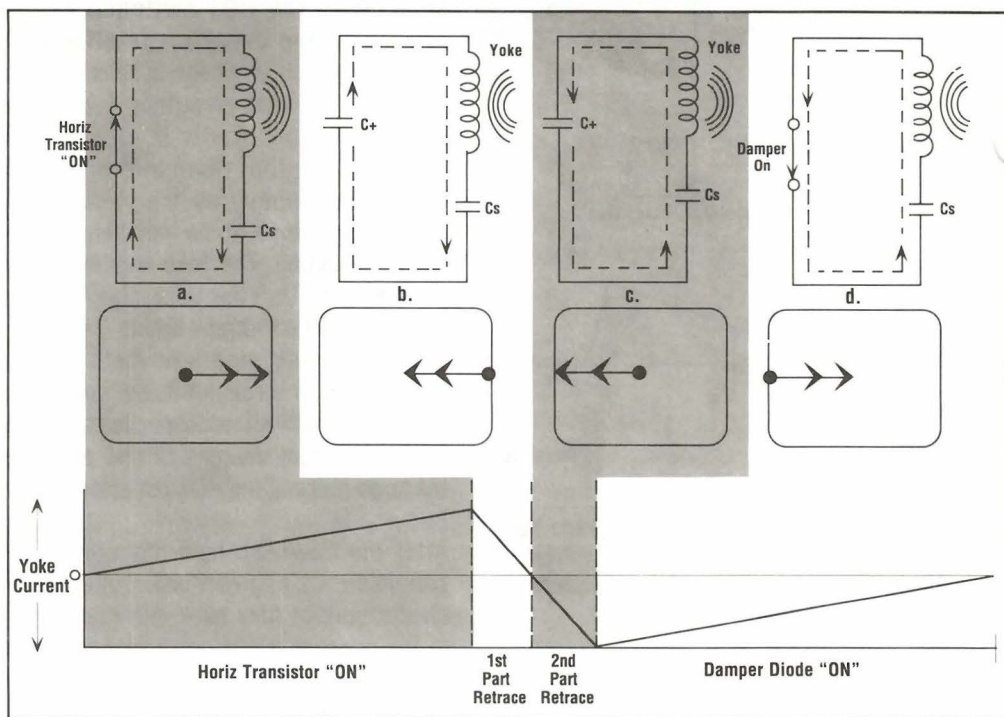 Yoke
Yoke
Horiz
Transistor
"ON"
C+
C+
Damper
On
Cs
Cs
Cs
Cs
a.
b.
c.
d.
Yoke
Current
0
Horiz Transistor "ON"
1st
Part
Retrace
2nd
Part
Retrace
Damper Diode "ON"